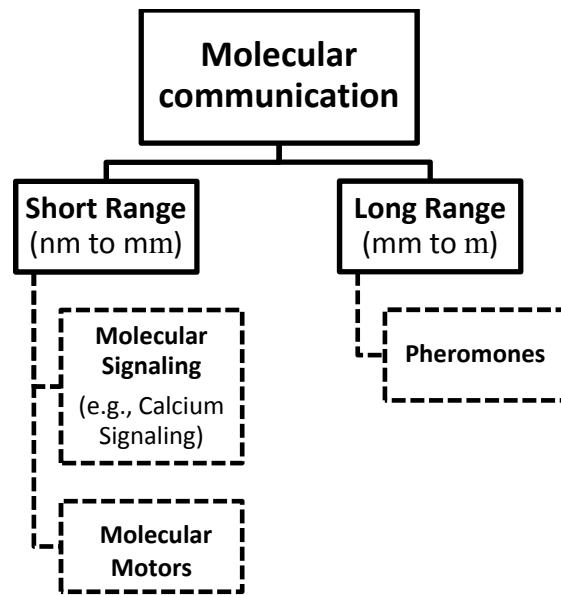 Molecular
communication
Short Range
(nm to mm)
Long Range
(mm to m)
Molecular
Signaling
(e.g., Calcium
Signaling)
Pheromones
Molecular
Motors